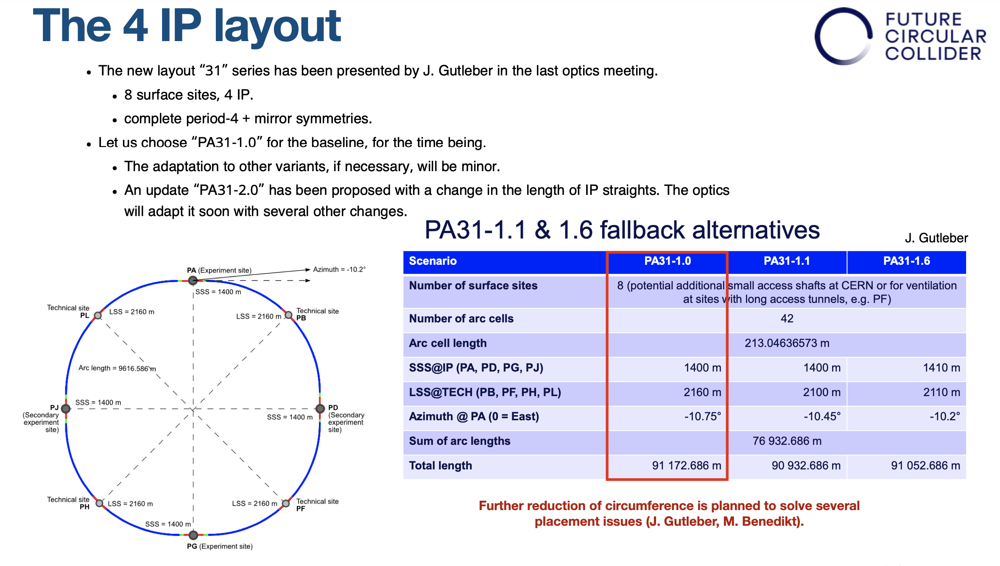 The 4 IP layout
FUTURE
CIRCULAR
COLLIDER
• The new layout “31” series has been presented by J. Gutleber in the last optics meeting.
• 8 surface sites, 4 IP.
• complete period-4 + mirror symmetries.
• Let us choose “PA31-1.0” for the baseline, for the time being.
• The adaptation to other variants, if necessary, will be minor.
• An update “PA31-2.0” has been proposed with a change in the length of IP straights. The optics
will adapt it soon with several other changes.
PA31-1.1 & 1.6 fallback alternatives
J. Gutleber
PA (Experiment site)
Azimuth = -10.2°
SSS = 1400 m
Technical site
PL
LSS = 2160 m
LSS = 2160 m
Technical site
PB
Arc length = 9616.586 m
PJ
(Secondary
experiment
site)
SSS = 1400 m
SSS = 1400 m
PD
(Secondary
experiment
site)
Technical site
PH
LSS = 2160 m
LSS = 2160 m
Technical site
PF
SSS = 1400 m
PG (Experiment site)
Scenario PA31-1.0 PA31-1.1 PA31-1.6
Number of surface sites 8 (potential additional small access shafts at CERN or for ventilation
at sites with long access tunnels, e.g. PF)
Number of arc cells 42
Arc cell length 213.04636573 m
SSS@IP (PA, PD, PG, PJ) 1400 m 1400 m 1410 m
LSS@TECH (PB, PF, PH, PL) 2160 m 2100 m 2110 m
Azimuth @ PA (0 = East) -10.75° -10.45° -10.2°
Sum of arc lengths 76 932.686 m
Total length 91 172.686 m 90 932.686 m 91 052.686 m
Further reduction of circumference is planned to solve several
placement issues (J. Gutleber, M. Benedikt).